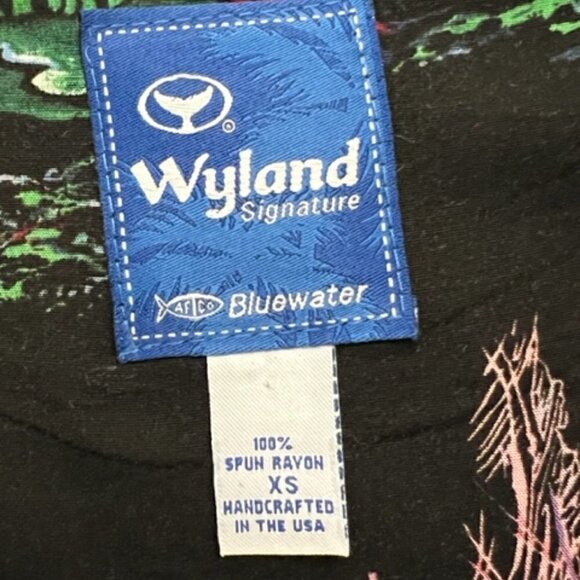 Wyland
Signature
AFTCO Bluewater
100%
SPUN RAYON
XS
HANDCRAFTED
IN THE USA